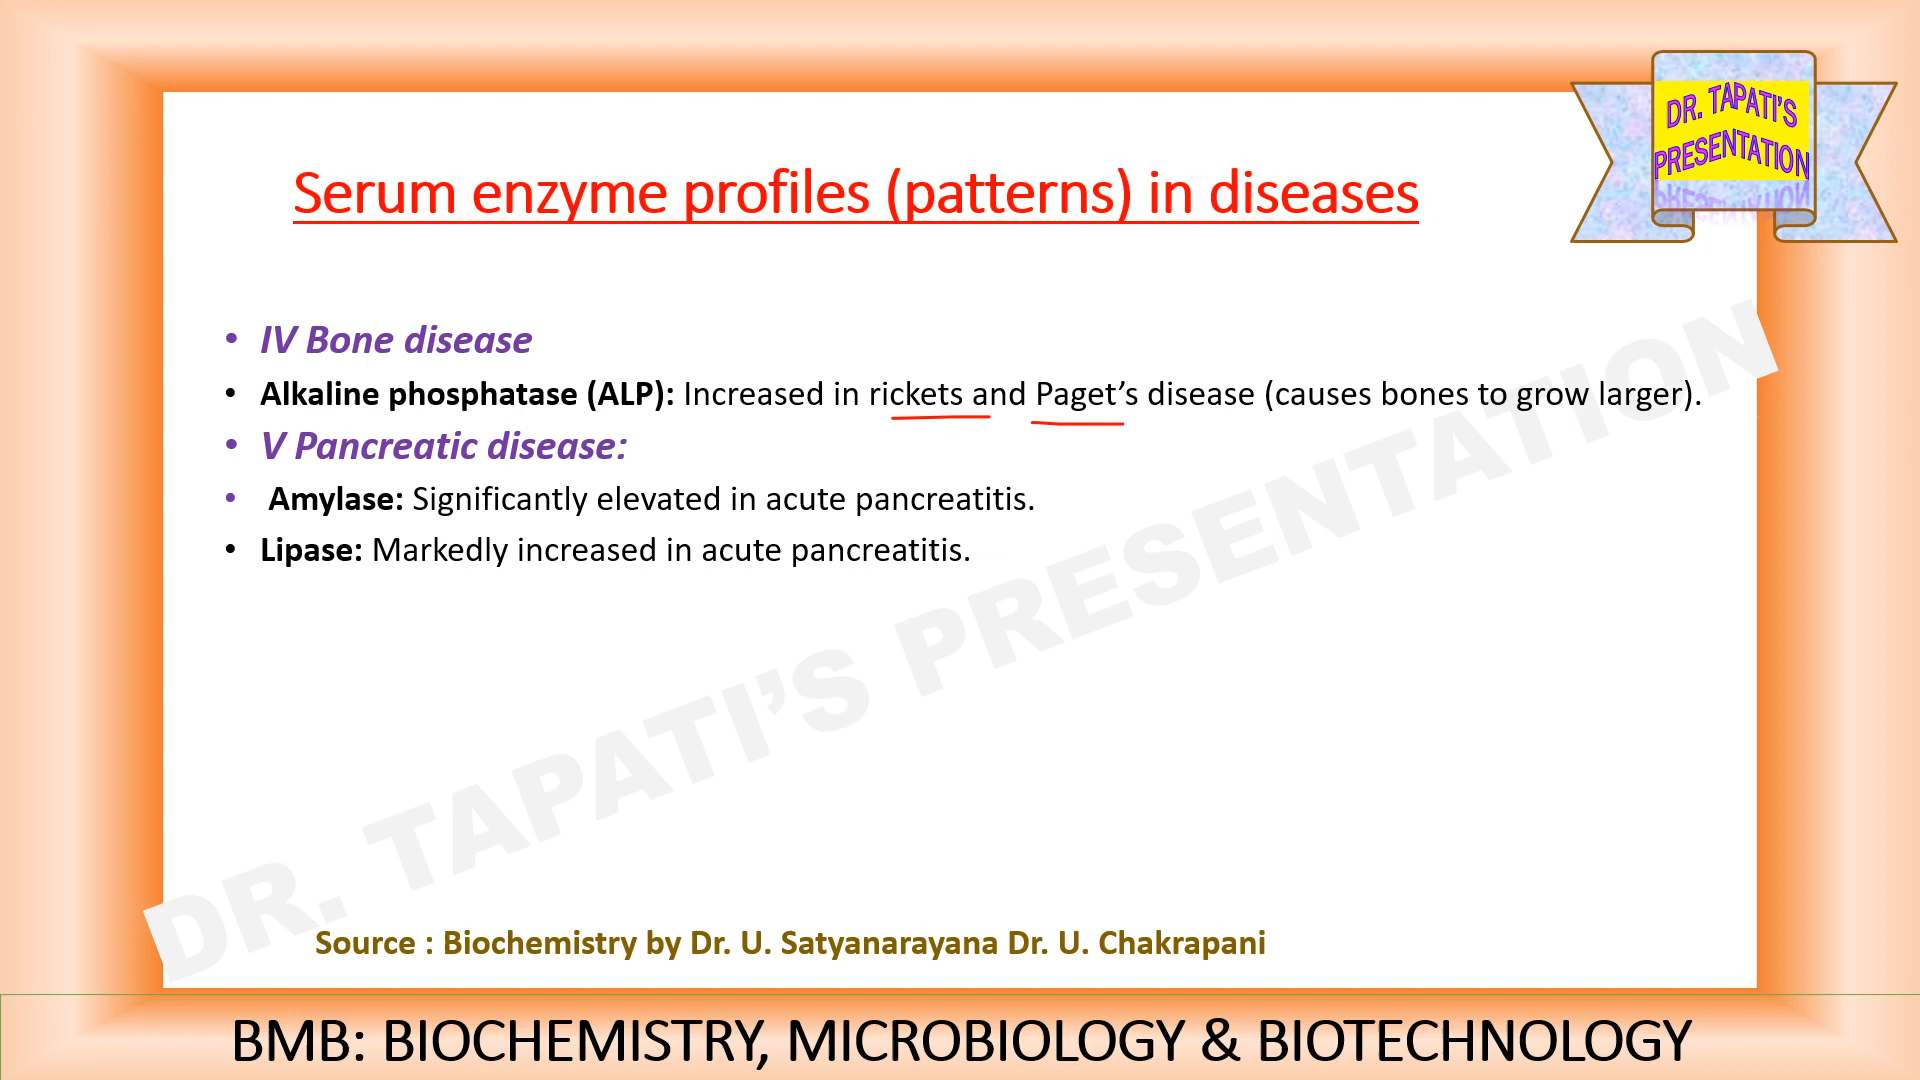 DR. TAPATI'S
PRESENTATION
Serum enzyme profiles (patterns) in diseases
• IV Bone disease
• Alkaline phosphatase (ALP): Increased in rickets and Paget’s disease (causes bones to grow larger).
• V Pancreatic disease:
• Amylase: Significantly elevated in acute pancreatitis.
• Lipase: Markedly increased in acute pancreatitis.
DR. TAPATI’S PRESENTATION
Source : Biochemistry by Dr. U. Satyanarayana Dr. U. Chakrapani
BMB: BIOCHEMISTRY, MICROBIOLOGY & BIOTECHNOLOGY